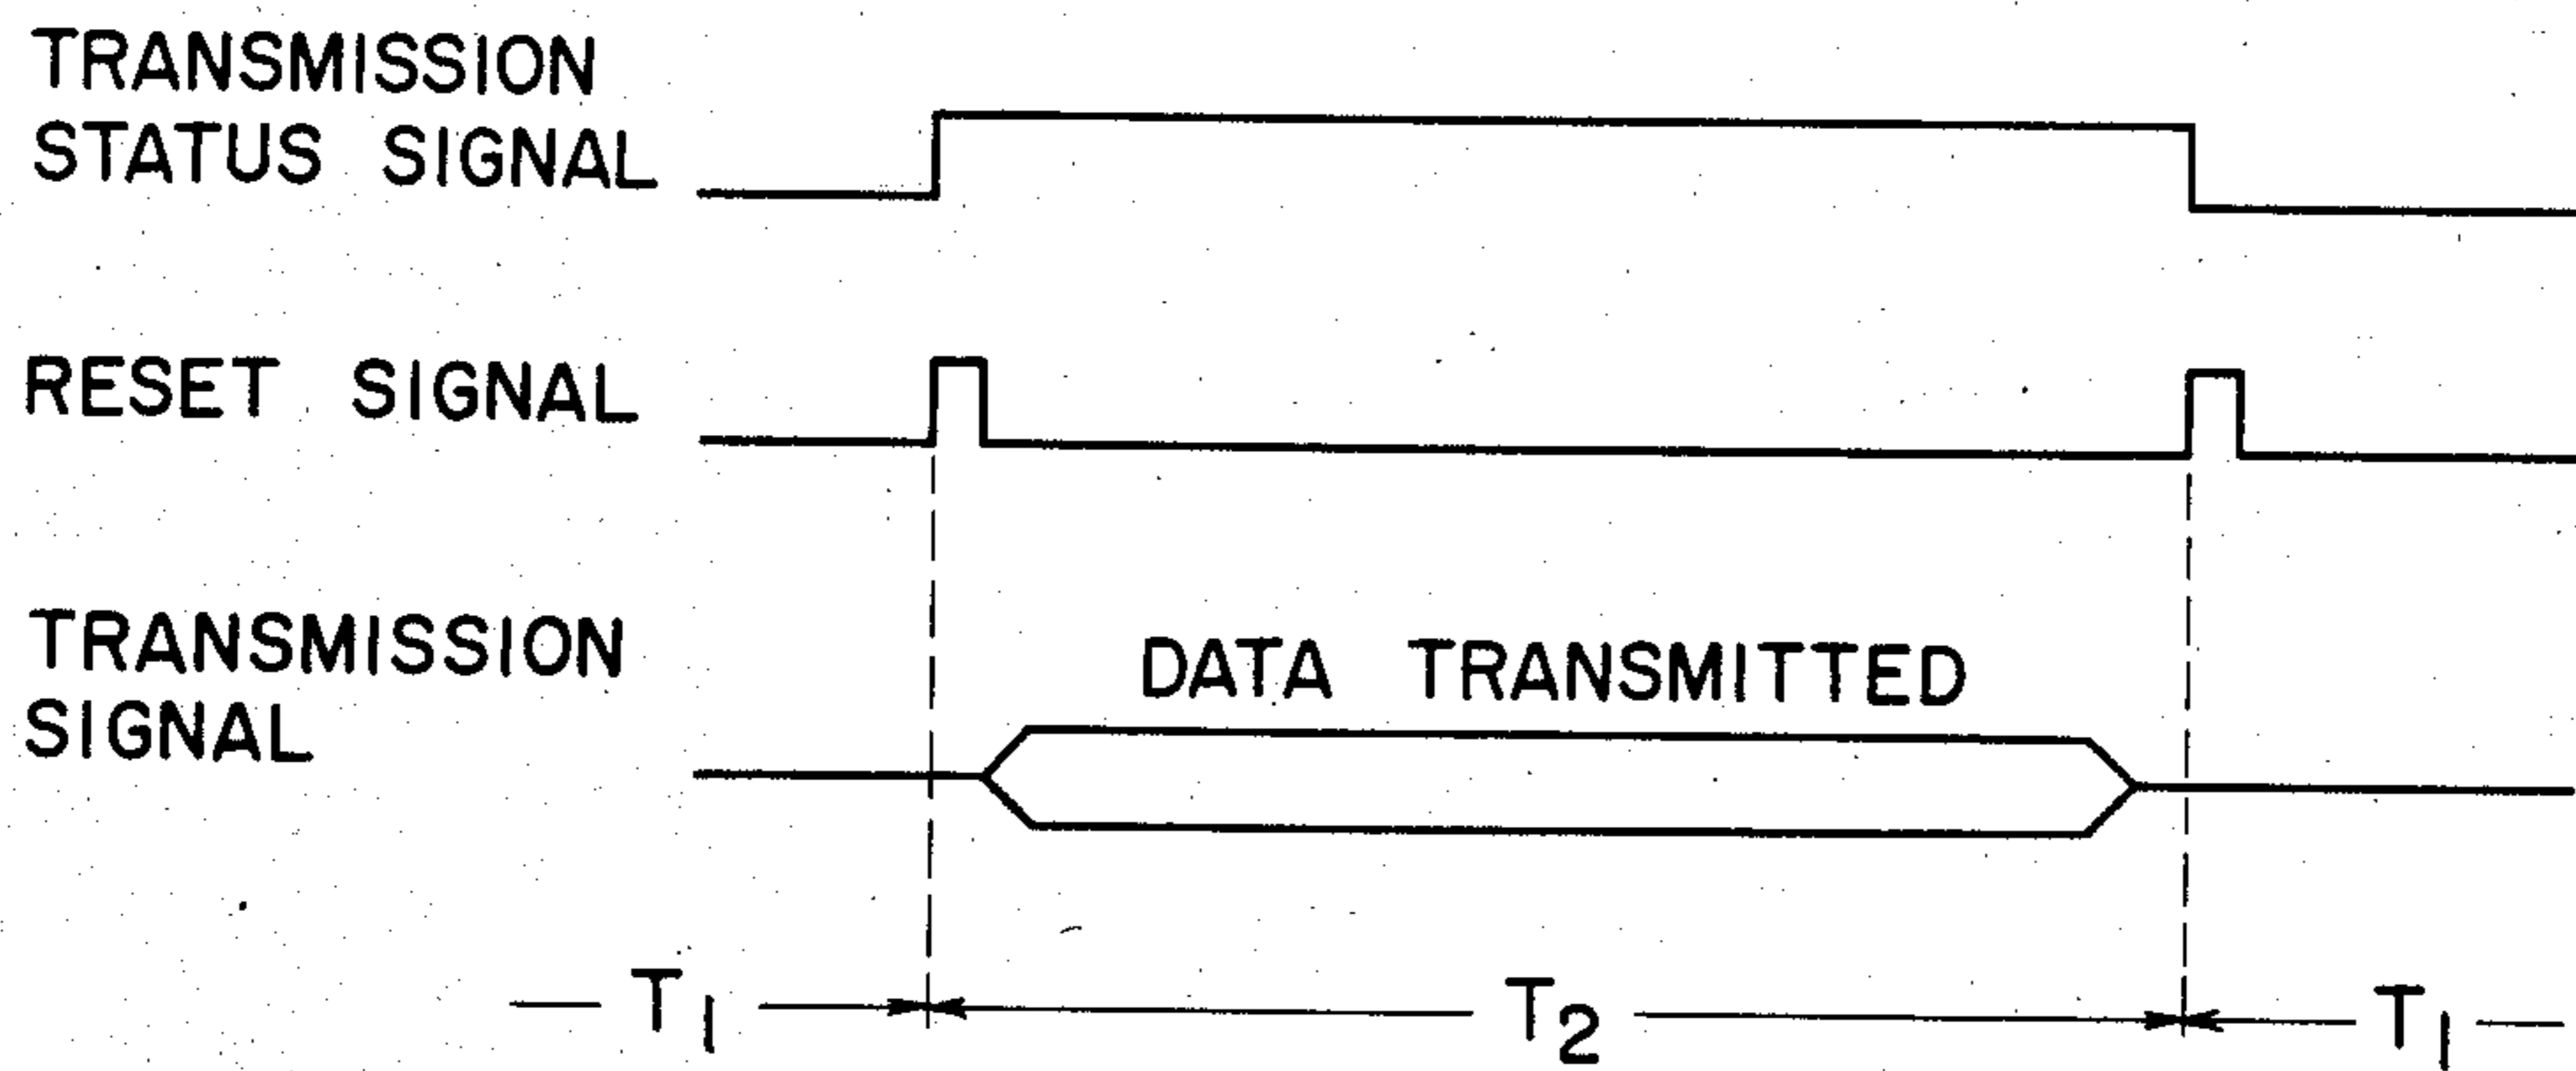 TRANSMISSION
STATUS SIGNAL
RESET SIGNAL
TRANSMISSION
SIGNAL
DATA TRANSMITTED
T1 T2 T1